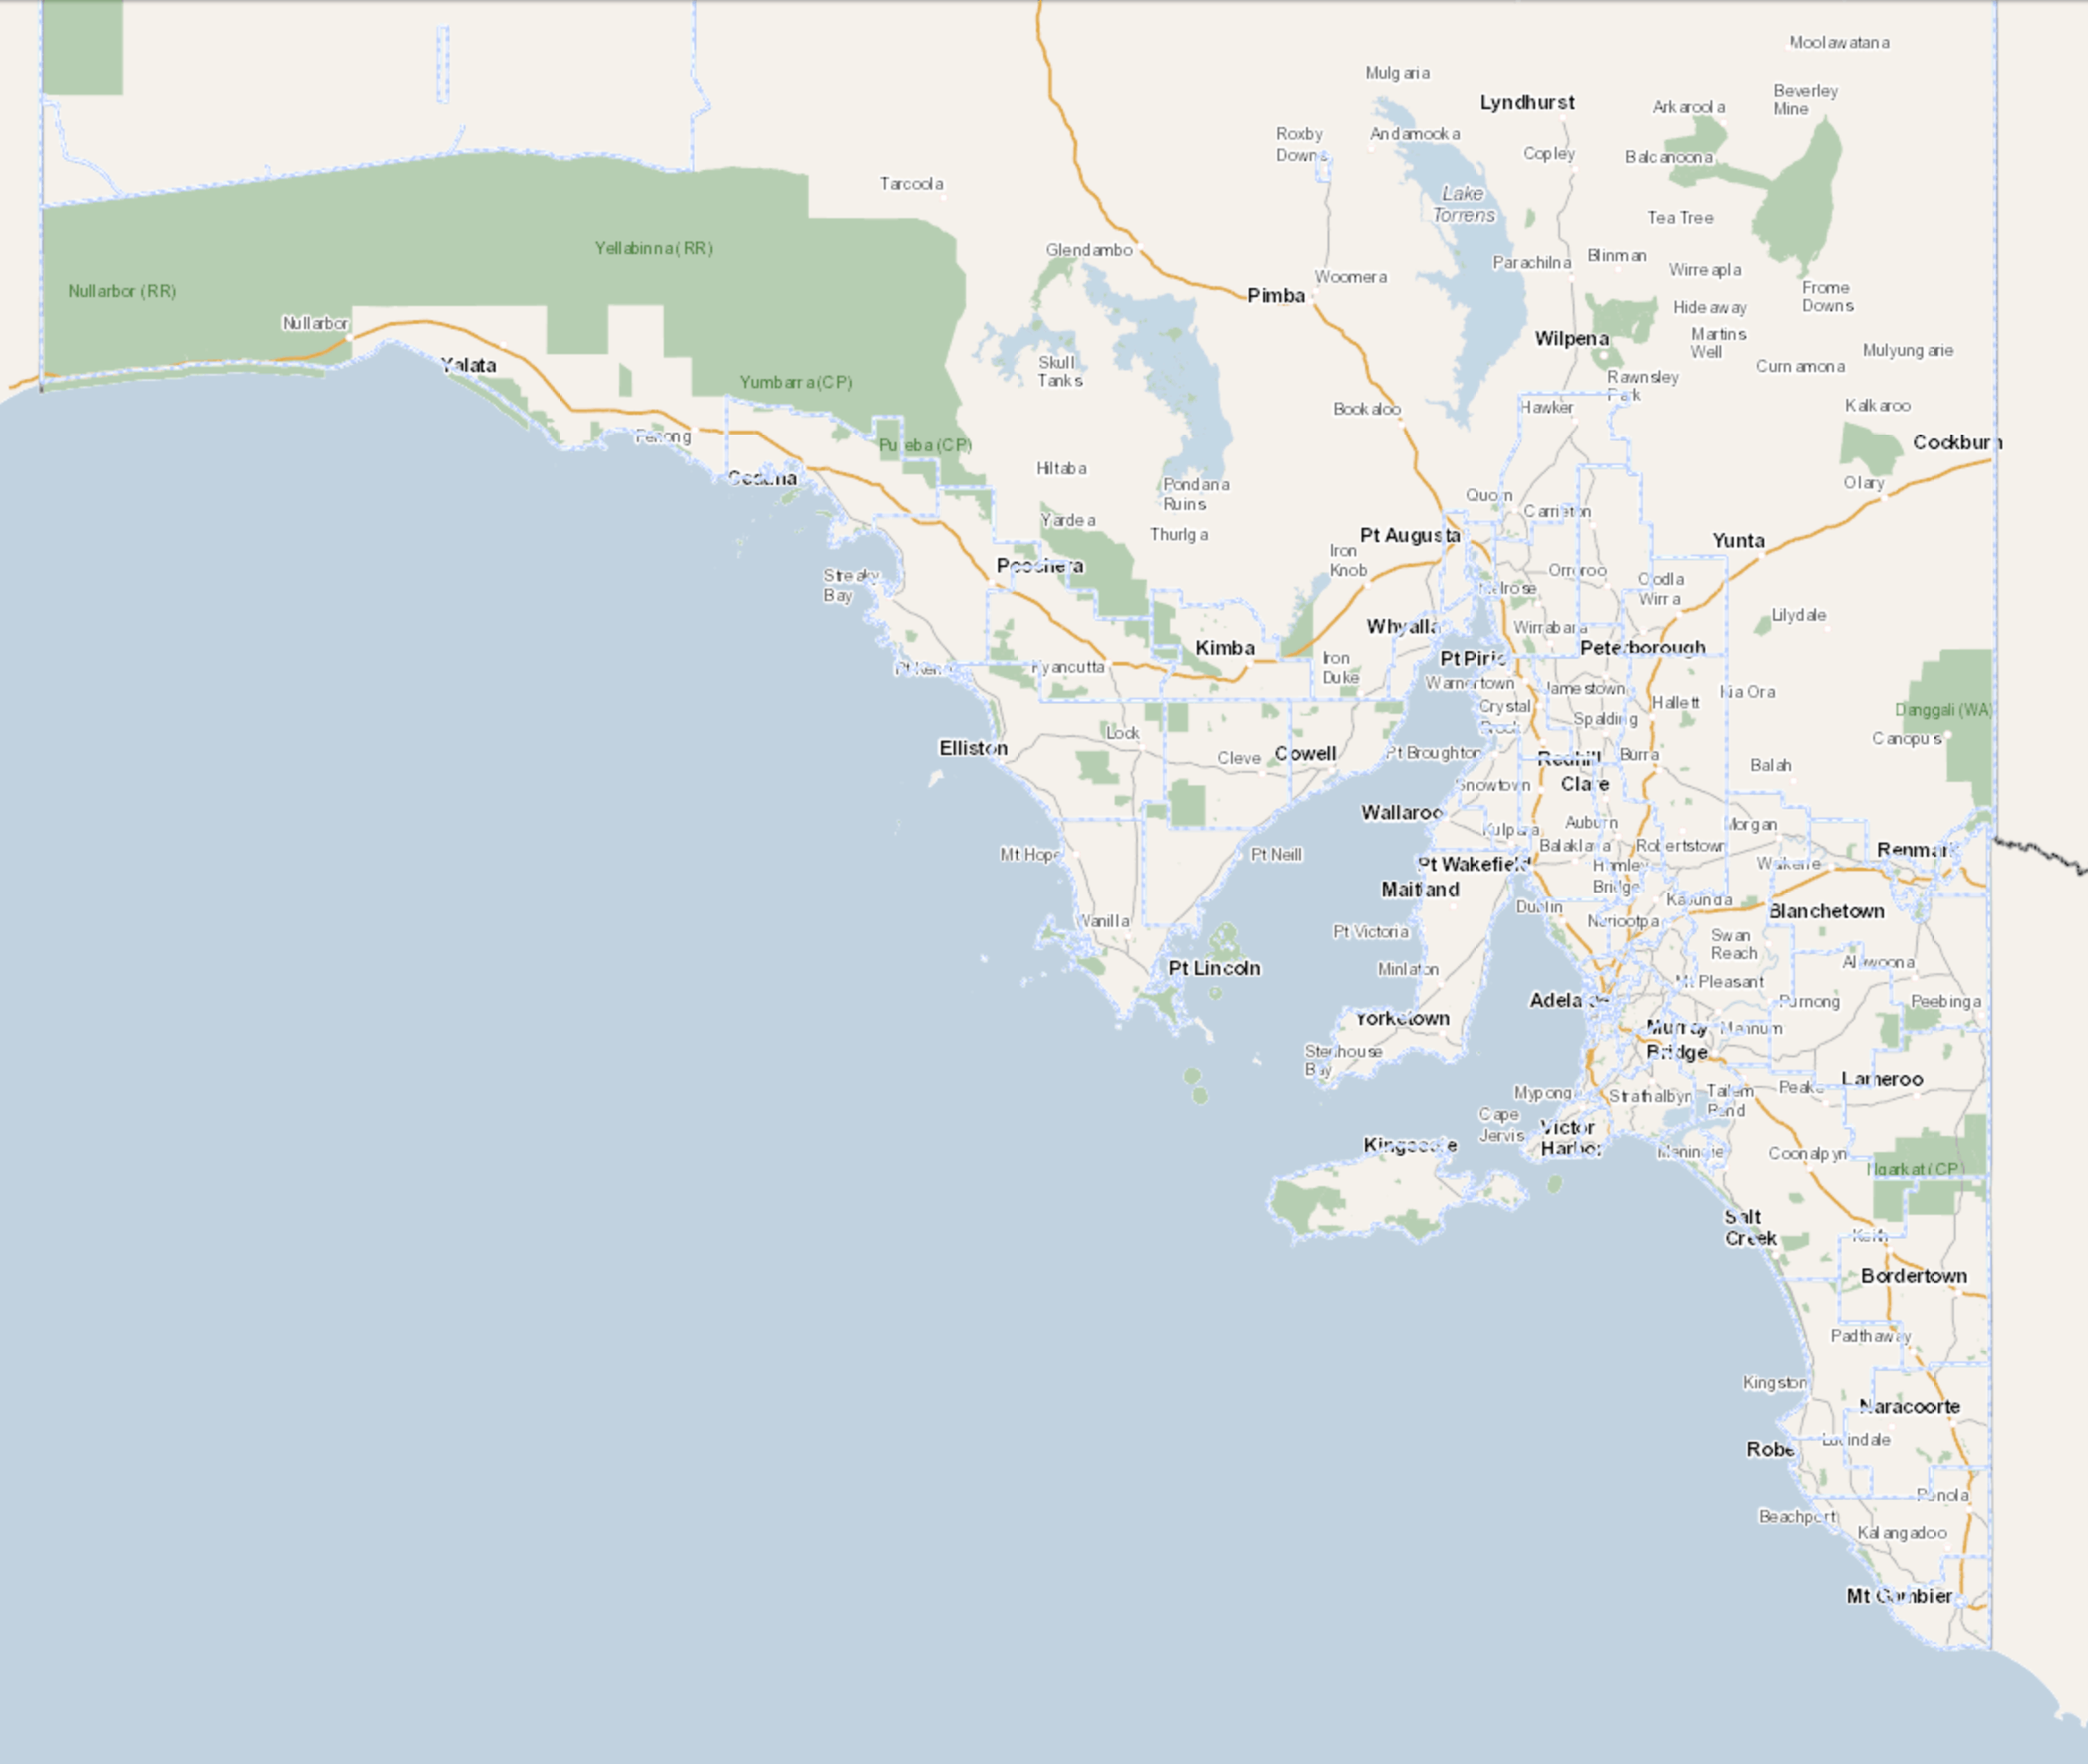 Moolawatana
Mulgaria
Beverley
Mine
Lyndhurst
Arkaroola
Roxby
Downs
Andamooka
Copley
Balcanoona
Tarcoola
Lake
Torrens
Tea Tree
Yellabinna (RR)
Glendambo
Parachilna
Blinman
Wirreapla
Woomera
Nullarbor (RR)
Pimba
Frome
Downs
Hideaway
Nullarbor
Wilpena
Martins
Well
Mulyungarie
Yalata
Skull
Tanks
Curnamona
Yumbarra (CP)
Rawnsley
Park
Bookaloo
Hawker
Kalkaroo
Penong
Pureba (CP)
Cockburn
Ceduna
Hiltaba
Pondana
Ruins
Olary
Quorn
Carrieton
Yardea
Thurlga
Pt Augusta
Yunta
Iron
Knob
Poochera
Streaky
Bay
Orroroo
Oodla
Wirra
Melrose
Lilydale
Whyalla
Wirrabara
Kimba
Peterborough
Pt Pirie
Iron
Duke
Pt Kenny
Kyancutta
Warnertown
Jamestown
Kia Ora
Hallett
Crystal
Brook
Spalding
Danggali (WA)
Lock
Canopus
Elliston
Cleve
Cowell
Pt Broughton
Redhill
Burra
Balah
Snowtown
Clare
Wallaroo
Kulpara
Auburn
Morgan
Balaklava
Robertstown
Renmark
Mt Hope
Pt Neill
Pt Wakefield
Hamley
Bridge
Waikerie
Maitland
Kapunda
Dublin
Blanchetown
Wanilla
Nuriootpa
Pt Victoria
Swan
Reach
Alawoona
Pt Lincoln
Minlaton
Mt Pleasant
Adelaide
Purnong
Peebinga
Yorketown
Murray
Bridge
Mannum
Stenhouse
Bay
Lameroo
Mypong
Strathalbyn
Tailem
Bend
Peake
Cape
Jervis
Victor
Harbor
Kingscote
Meningie
Coonalpyn
Ngarkat (CP)
Salt
Creek
Keith
Bordertown
Padthaway
Kingston
Naracoorte
Lucindale
Robe
Penola
Beachport
Kalangadoo
Mt Gambier